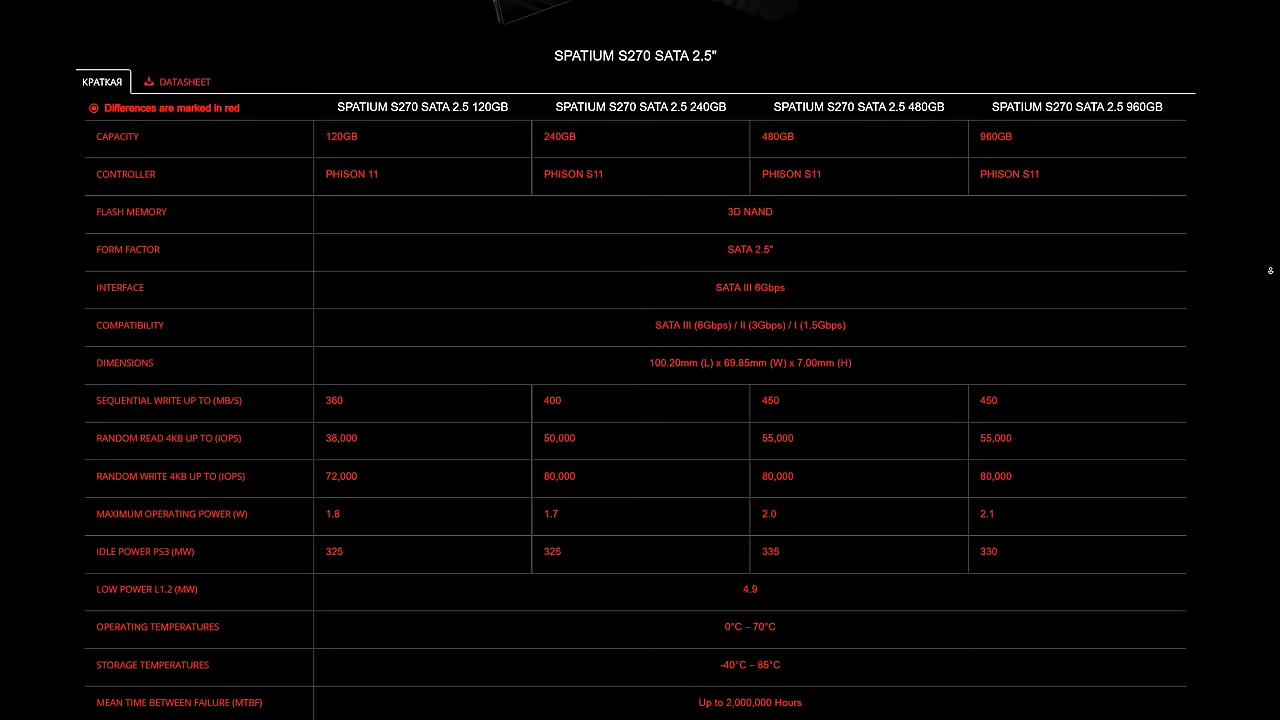 SPATIUM S270 SATA 2.5"
КРАТКАЯ DATASHEET
Differences are marked in red SPATIUM S270 SATA 2.5 120GB SPATIUM S270 SATA 2.5 240GB SPATIUM S270 SATA 2.5 480GB SPATIUM S270 SATA 2.5 960GB
CAPACITY 120GB 240GB 480GB 960GB
CONTROLLER PHISON 11 PHISON S11 PHISON S11 PHISON S11
FLASH MEMORY 3D NAND
FORM FACTOR SATA 2.5"
INTERFACE SATA III 6Gbps
COMPATIBILITY SATA III (6Gbps) / II (3Gbps) / I (1.5Gbps)
DIMENSIONS 100.20mm (L) x 69.85mm (W) x 7.00mm (H)
SEQUENTIAL WRITE UP TO (MB/S) 360 400 450 450
RANDOM READ 4KB UP TO (IOPS) 38,000 50,000 55,000 55,000
RANDOM WRITE 4KB UP TO (IOPS) 72,000 80,000 80,000 80,000
MAXIMUM OPERATING POWER (W) 1.8 1.7 2.0 2.1
IDLE POWER PS3 (MW) 325 325 335 330
LOW POWER L1.2 (MW) 4.9
OPERATING TEMPERATURES 0°C – 70°C
STORAGE TEMPERATURES -40°C – 85°C
MEAN TIME BETWEEN FAILURE (MTBF) Up to 2,000,000 Hours